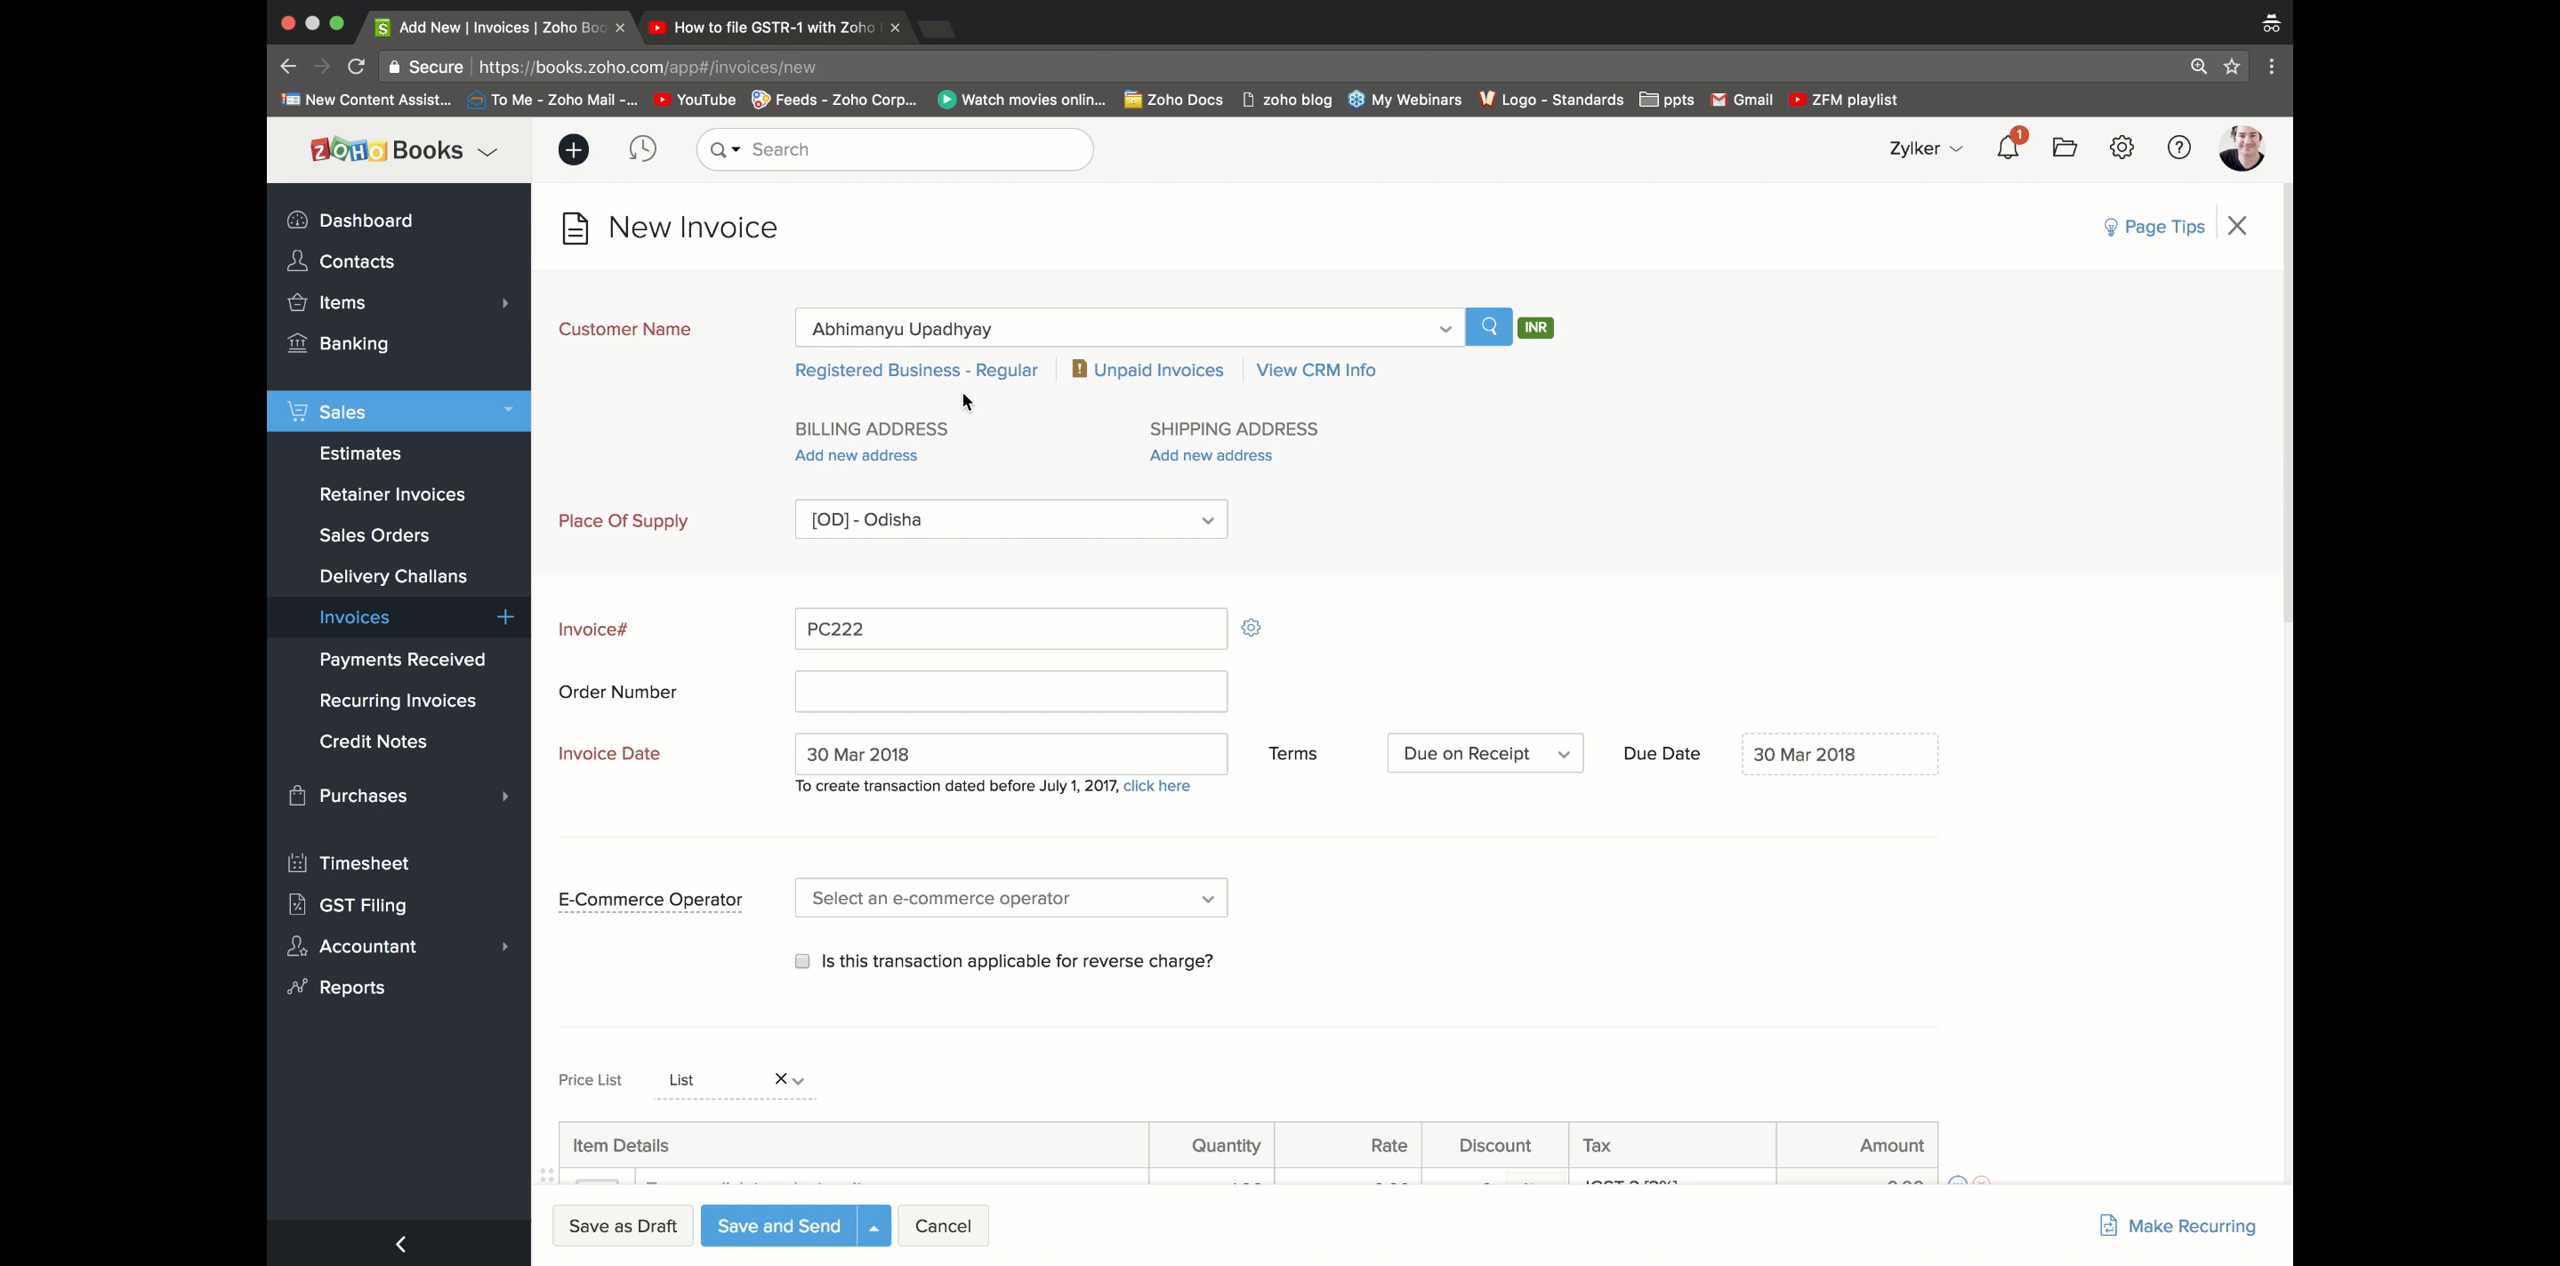 Add New | Invoices | Zoho Boo
How to file GSTR-1 with Zoho
Secure
https://books.zoho.com/app#/invoices/new
New Content Assist...
To Me - Zoho Mail -...
YouTube
Feeds - Zoho Corp...
Watch movies onlin...
Zoho Docs
zoho blog
My Webinars
Logo - Standards
ppts
Gmail
ZFM playlist
ZOHO Books
Search
Zylker
1
Dashboard
Contacts
Items
Banking
Sales
Estimates
Retainer Invoices
Sales Orders
Delivery Challans
Invoices
Payments Received
Recurring Invoices
Credit Notes
Purchases
Timesheet
GST Filing
Accountant
Reports
New Invoice
Page Tips
Customer Name
Abhimanyu Upadhyay
INR
Registered Business - Regular
Unpaid Invoices
View CRM Info
BILLING ADDRESS
SHIPPING ADDRESS
Add new address
Add new address
Place Of Supply
[OD] - Odisha
Invoice#
PC222
Order Number
Invoice Date
30 Mar 2018
Terms
Due on Receipt
Due Date
30 Mar 2018
To create transaction dated before July 1, 2017, click here
E-Commerce Operator
Select an e-commerce operator
Is this transaction applicable for reverse charge?
Price List
List
Item Details
Quantity
Rate
Discount
Tax
Amount
Save as Draft
Save and Send
Cancel
Make Recurring